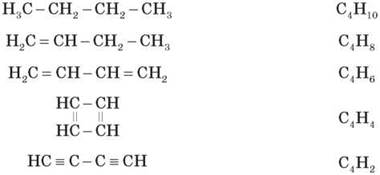 H₃C–CH₂–CH₂–CH₃ C₄H₁₀
H₂C=CH–CH₂–CH₃ C₄H₈
H₂C=CH–CH=CH₂ C₄H₆
HC–CH
|| || C₄H₄
HC–CH
HC≡C–C≡CH C₄H₂